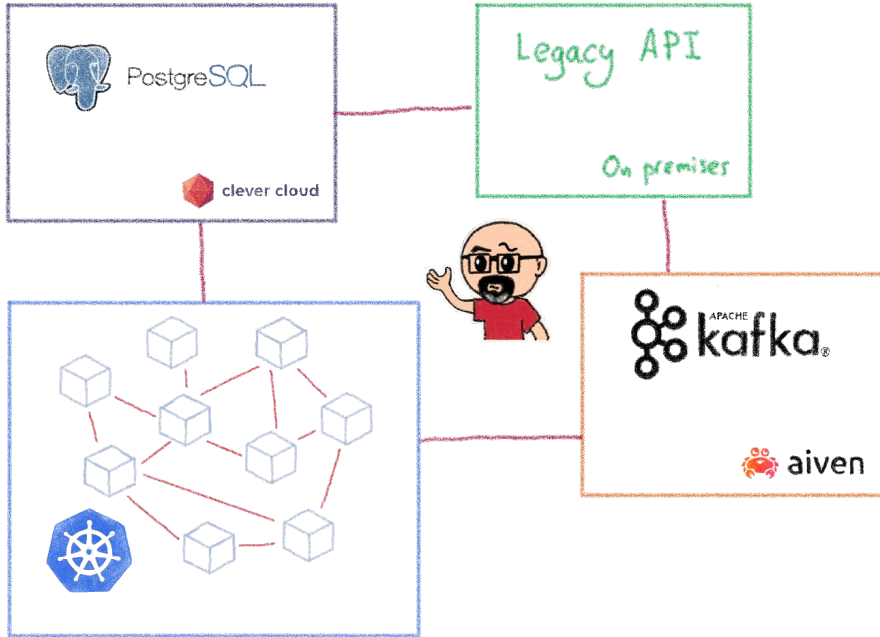 PostgreSQL
clever cloud
Legacy API
On premises
APACHE
kafka®
aiven